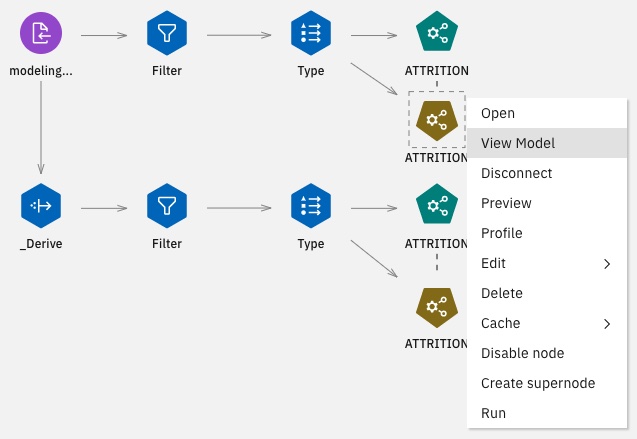 modeling...
Filter
Type
ATTRITION
ATTRITION
Open
View Model
Disconnect
Preview
Profile
Edit
Delete
Cache
Disable node
Create supernode
Run
_Derive
Filter
Type
ATTRITION
ATTRITION